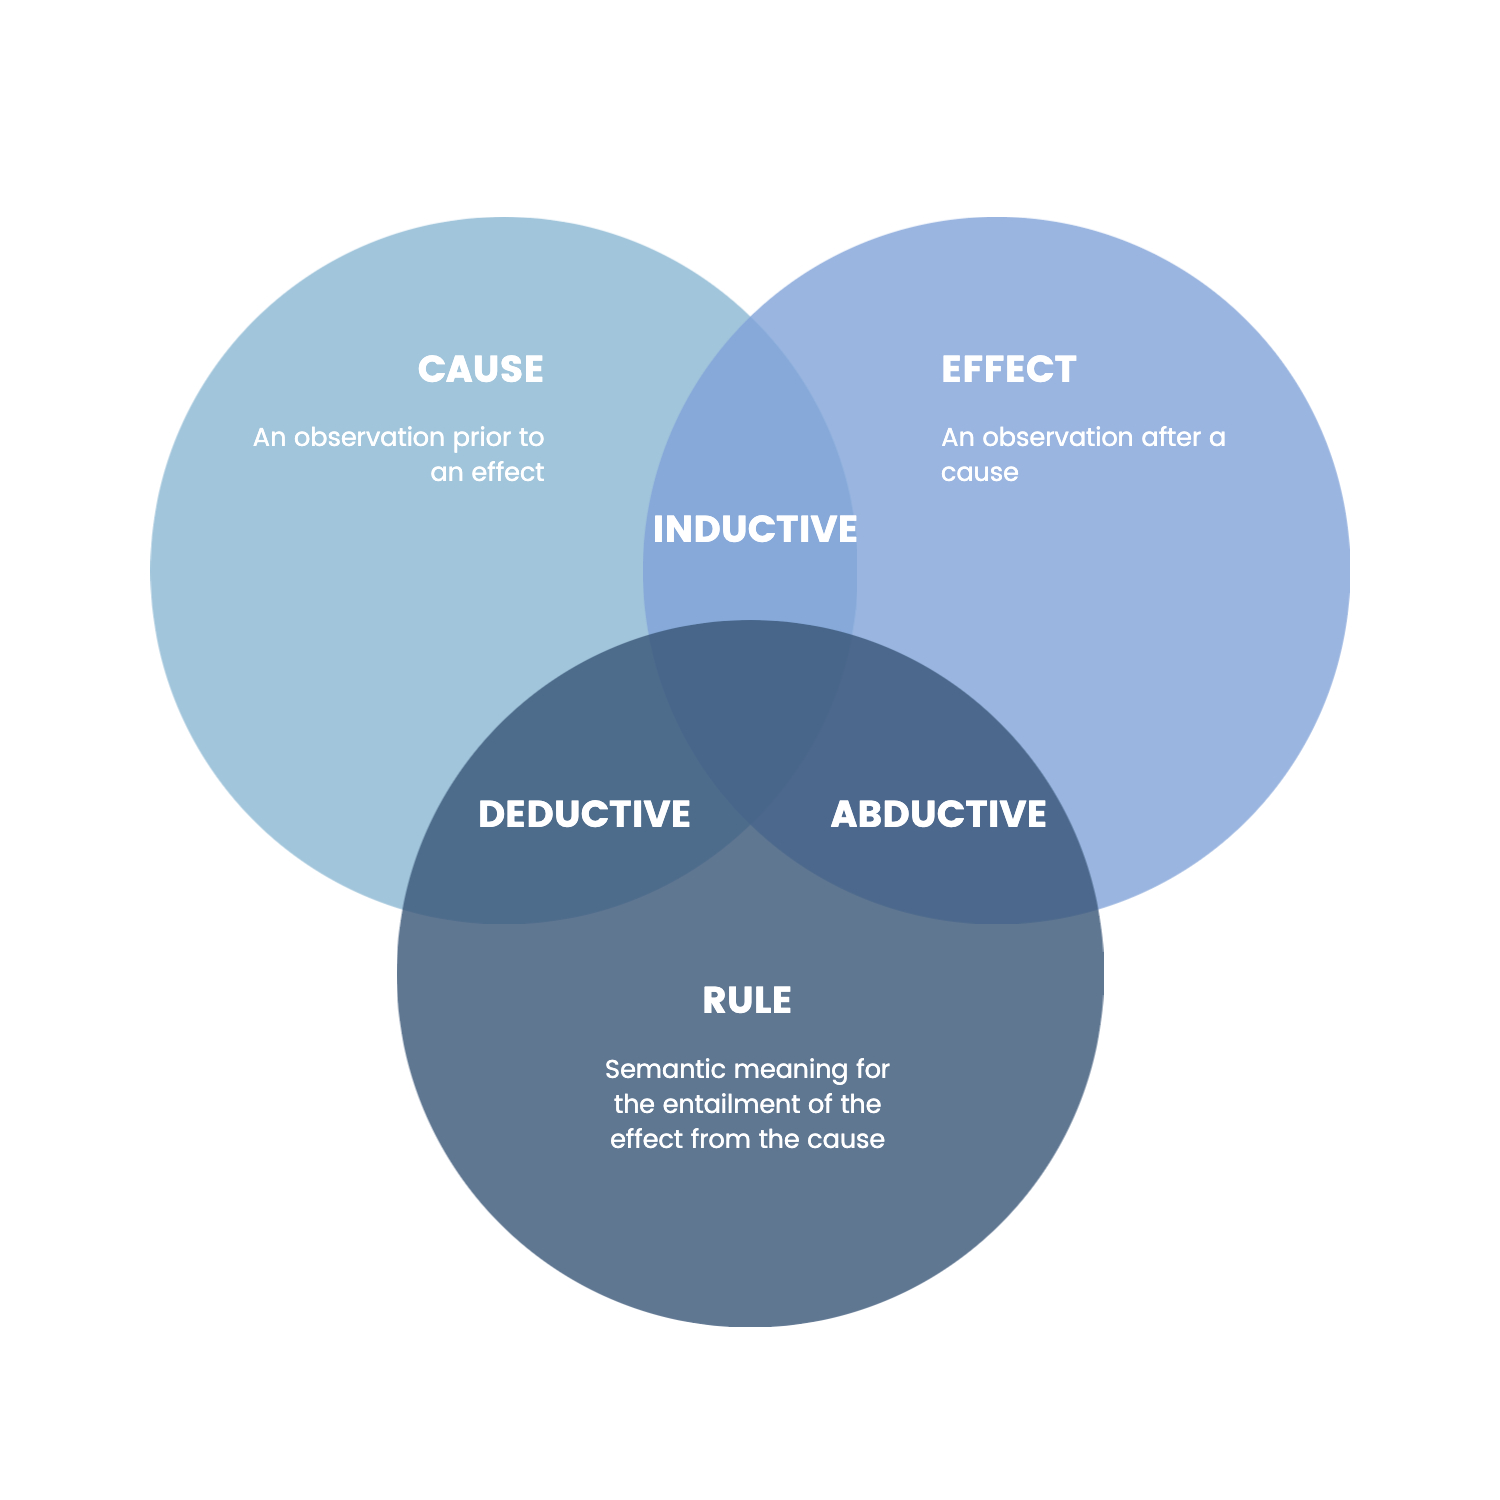 CAUSE
An observation prior to
an effect
EFFECT
An observation after a
cause
INDUCTIVE
DEDUCTIVE
ABDUCTIVE
RULE
Semantic meaning for
the entailment of the
effect from the cause